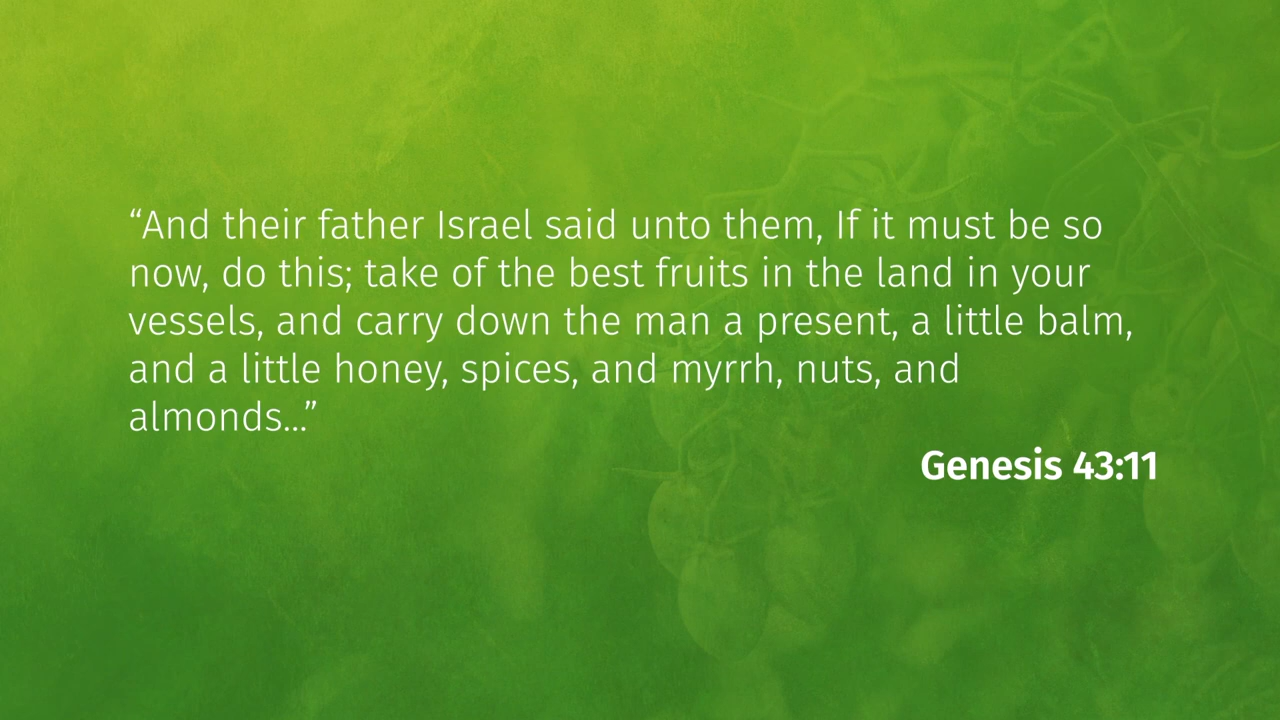 “And their father Israel said unto them, If it must be so
now, do this; take of the best fruits in the land in your
vessels, and carry down the man a present, a little balm,
and a little honey, spices, and myrrh, nuts, and
almonds...”
Genesis 43:11